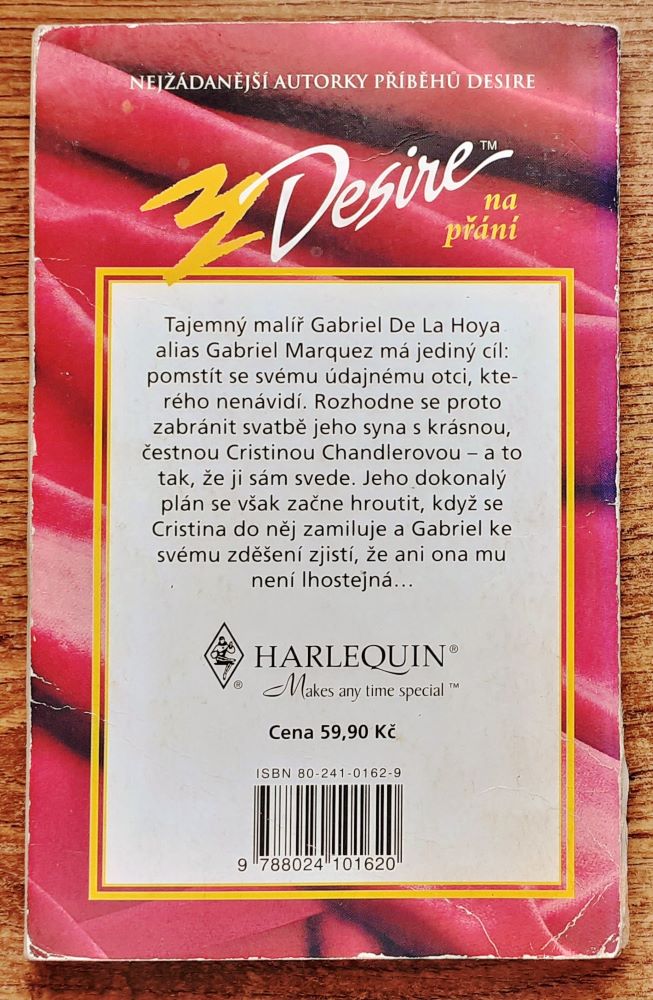 NEJŽÁDANĚJŠÍ AUTORKY PŘÍBĚHŮ DESIRE
3 Desire™
na
přání
Tajemný malíř Gabriel De La Hoya
alias Gabriel Marquez má jediný cíl:
pomstít se svému údajnému otci, kte-
rého nenávidí. Rozhodne se proto
zabránit svatbě jeho syna s krásnou,
čestnou Cristinou Chandlerovou – a to
tak, že ji sám svede. Jeho dokonalý
plán se však začne hroutit, když se
Cristina do něj zamiluje a Gabriel ke
svému zděšení zjistí, že ani ona mu
není lhostejná...
® HARLEQUIN®
Makes any time special™
Cena 59,90 Kč
ISBN 80-241-0162-9
9 788024 101620